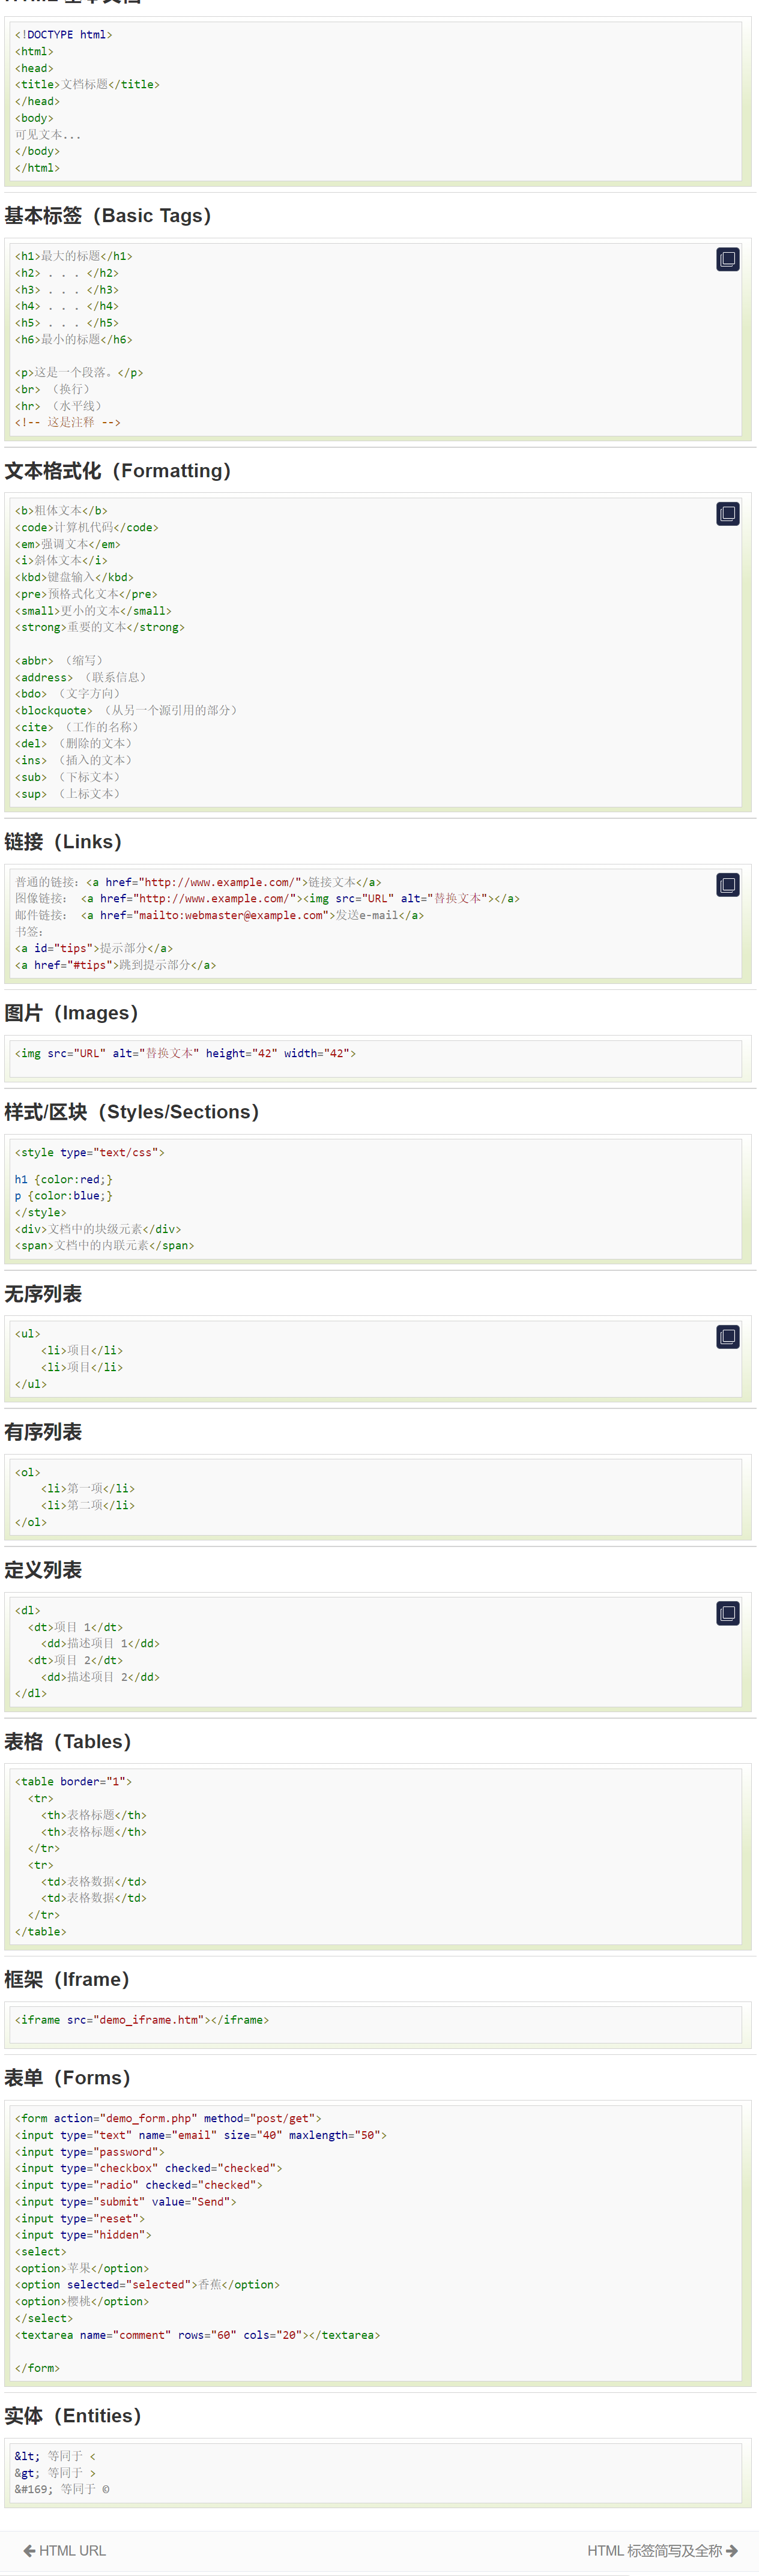 HTML 基本文档
<!DOCTYPE html>
<html>
<head>
<title>文档标题</title>
</head>
<body>
可见文本...
</body>
</html>
基本标签（Basic Tags）
<h1>最大的标题</h1>
<h2> . . . </h2>
<h3> . . . </h3>
<h4> . . . </h4>
<h5> . . . </h5>
<h6>最小的标题</h6>
<p>这是一个段落。</p>
<br> （换行）
<hr> （水平线）
<!-- 这是注释 -->
文本格式化（Formatting）
<b>粗体文本</b>
<code>计算机代码</code>
<em>强调文本</em>
<i>斜体文本</i>
<kbd>键盘输入</kbd>
<pre>预格式化文本</pre>
<small>更小的文本</small>
<strong>重要的文本</strong>
<abbr> （缩写）
<address> （联系信息）
<bdo> （文字方向）
<blockquote> （从另一个源引用的部分）
<cite> （工作的名称）
<del> （删除的文本）
<ins> （插入的文本）
<sub> （下标文本）
<sup> （上标文本）
链接（Links）
普通的链接：<a href="http://www.example.com/">链接文本</a>
图像链接： <a href="http://www.example.com/"><img src="URL" alt="替换文本"></a>
邮件链接： <a href="mailto:webmaster@example.com">发送e-mail</a>
书签：
<a id="tips">提示部分</a>
<a href="#tips">跳到提示部分</a>
图片（Images）
<img src="URL" alt="替换文本" height="42" width="42">
样式/区块（Styles/Sections）
<style type="text/css">
h1 {color:red;}
p {color:blue;}
</style>
<div>文档中的块级元素</div>
<span>文档中的内联元素</span>
无序列表
<ul>
    <li>项目</li>
    <li>项目</li>
</ul>
有序列表
<ol>
    <li>第一项</li>
    <li>第二项</li>
</ol>
定义列表
<dl>
  <dt>项目 1</dt>
    <dd>描述项目 1</dd>
  <dt>项目 2</dt>
    <dd>描述项目 2</dd>
</dl>
表格（Tables）
<table border="1">
  <tr>
    <th>表格标题</th>
    <th>表格标题</th>
  </tr>
  <tr>
    <td>表格数据</td>
    <td>表格数据</td>
  </tr>
</table>
框架（Iframe）
<iframe src="demo_iframe.htm"></iframe>
表单（Forms）
<form action="demo_form.php" method="post/get">
<input type="text" name="email" size="40" maxlength="50">
<input type="password">
<input type="checkbox" checked="checked">
<input type="radio" checked="checked">
<input type="submit" value="Send">
<input type="reset">
<input type="hidden">
<select>
<option>苹果</option>
<option selected="selected">香蕉</option>
<option>樱桃</option>
</select>
<textarea name="comment" rows="60" cols="20"></textarea>
</form>
实体（Entities）
&lt; 等同于 <
&gt; 等同于 >
&#169; 等同于 ©
HTML URL
HTML 标签简写及全称